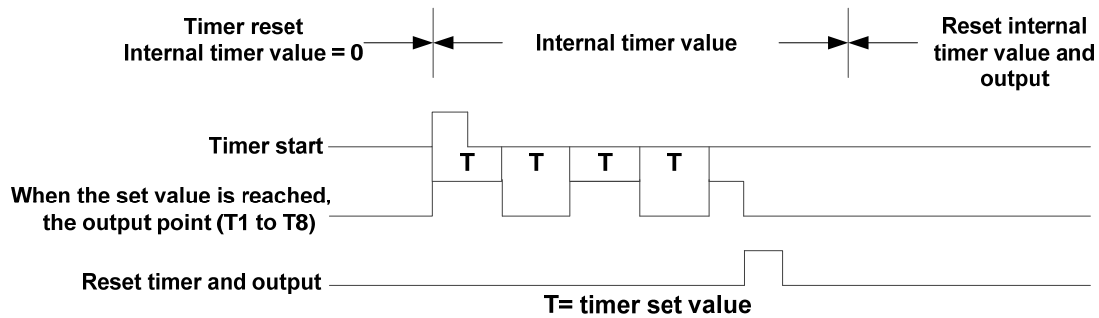 Timer reset
Internal timer value = 0
Internal timer value
Reset internal
timer value and
output
Timer start
T T T T
When the set value is reached,
the output point (T1 to T8)
Reset timer and output
T= timer set value